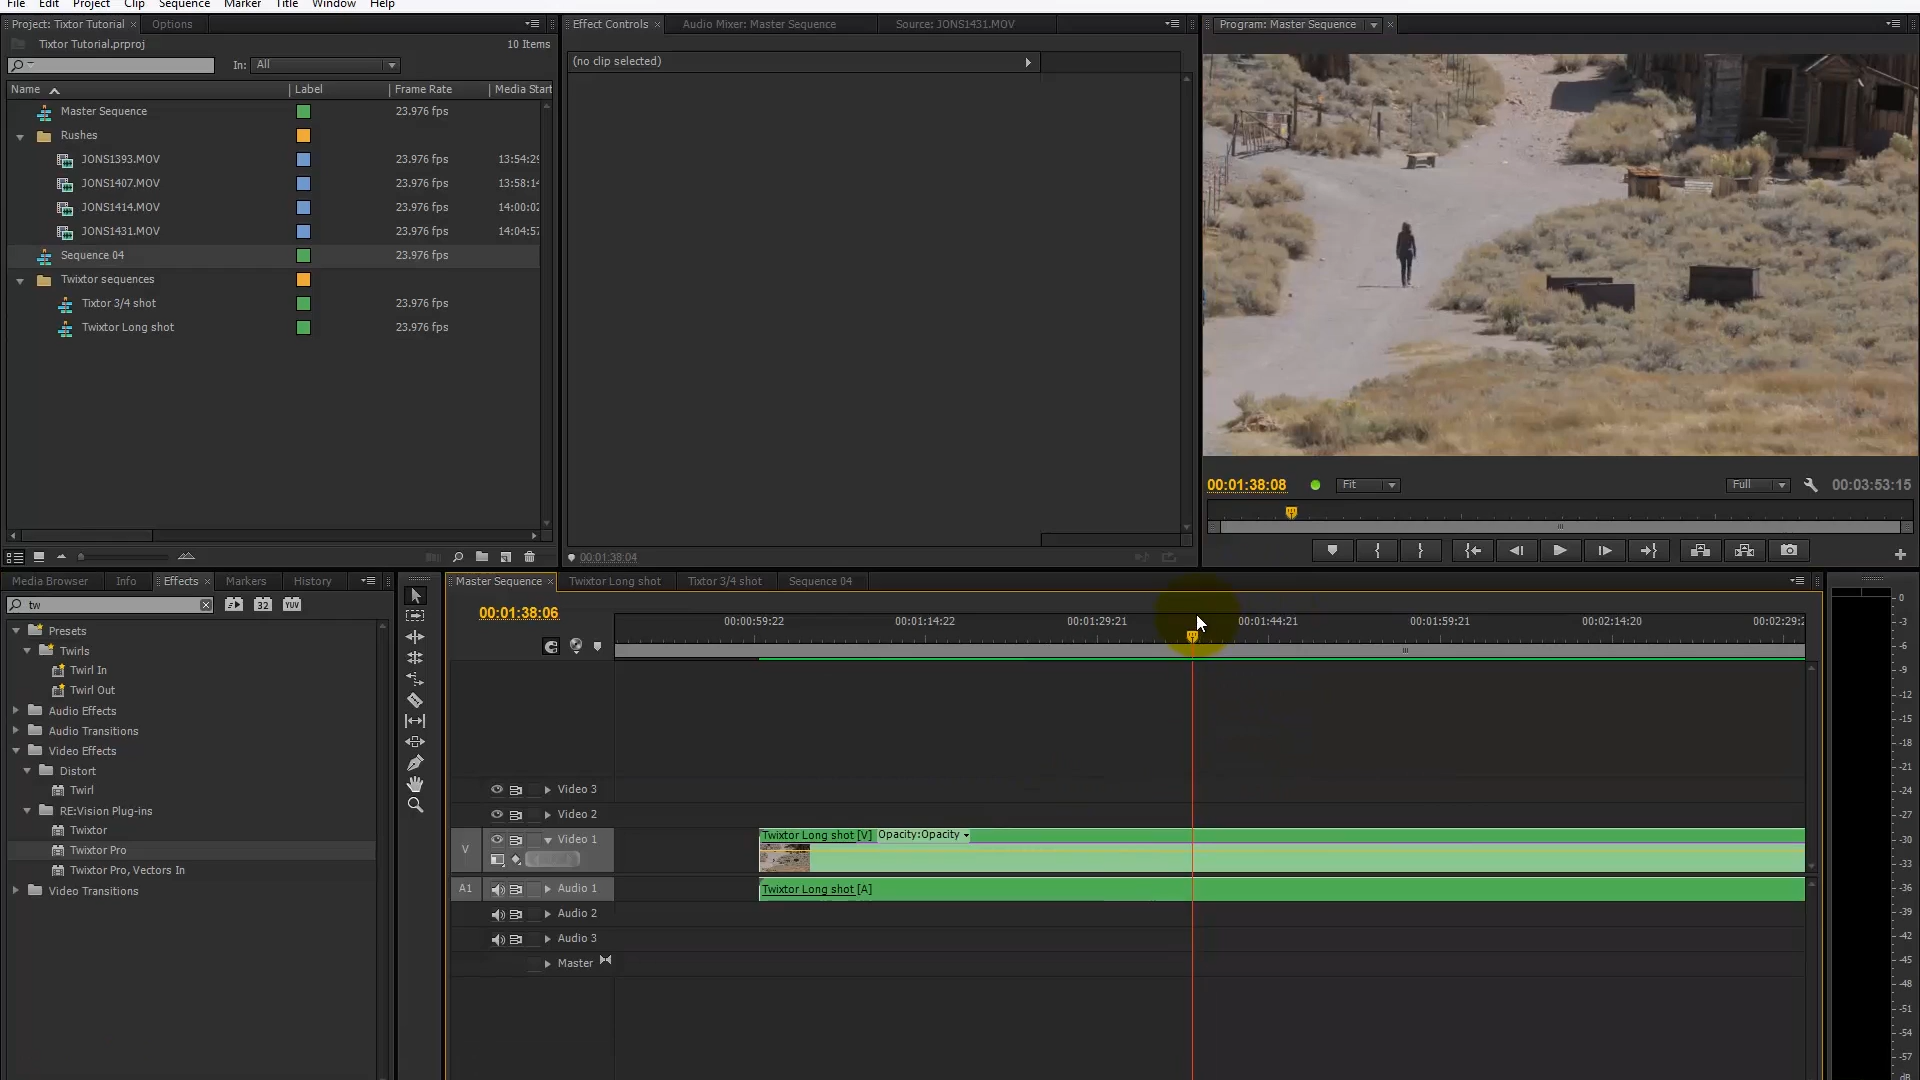 File Edit Project Clip Sequence Marker Title Window Help
Project: Tixtor Tutorial × Options
Tixtor Tutorial.prproj 10 Items
In: All
Name Label Frame Rate Media Start
Master Sequence 23.976 fps
Rushes
JONS1393.MOV 23.976 fps 13:54:29
JONS1407.MOV 23.976 fps 13:58:14
JONS1414.MOV 23.976 fps 14:00:02
JONS1431.MOV 23.976 fps 14:04:57
Sequence 04 23.976 fps
Twixtor sequences
Tixtor 3/4 shot 23.976 fps
Twixtor Long shot 23.976 fps
Effect Controls × Audio Mixer: Master Sequence Source: JONS1431.MOV
(no clip selected)
00:01:38:04
Program: Master Sequence ×
00:01:38:08 Fit Full 00:03:53:15
Media Browser Info Effects × Markers History
tw 32 YUV
Presets
Twirls
Twirl In
Twirl Out
Audio Effects
Audio Transitions
Video Effects
Distort
Twirl
RE:Vision Plug-ins
Twixtor
Twixtor Pro
Twixtor Pro, Vectors In
Video Transitions
Master Sequence × Twixtor Long shot Tixtor 3/4 shot Sequence 04
00:01:38:06
00:00:59:22 00:01:14:22 00:01:29:21 00:01:44:21 00:01:59:21 00:02:14:20 00:02:29:2
Video 3
Video 2
V Video 1 Twixtor Long shot [V] Opacity:Opacity
A1 Audio 1 Twixtor Long shot [A]
Audio 2
Audio 3
Master
0
-3
-6
-9
-12
-15
-18
-21
-24
-27
-30
-33
-36
-39
-42
-45
-48
-51
-54
-57
dB